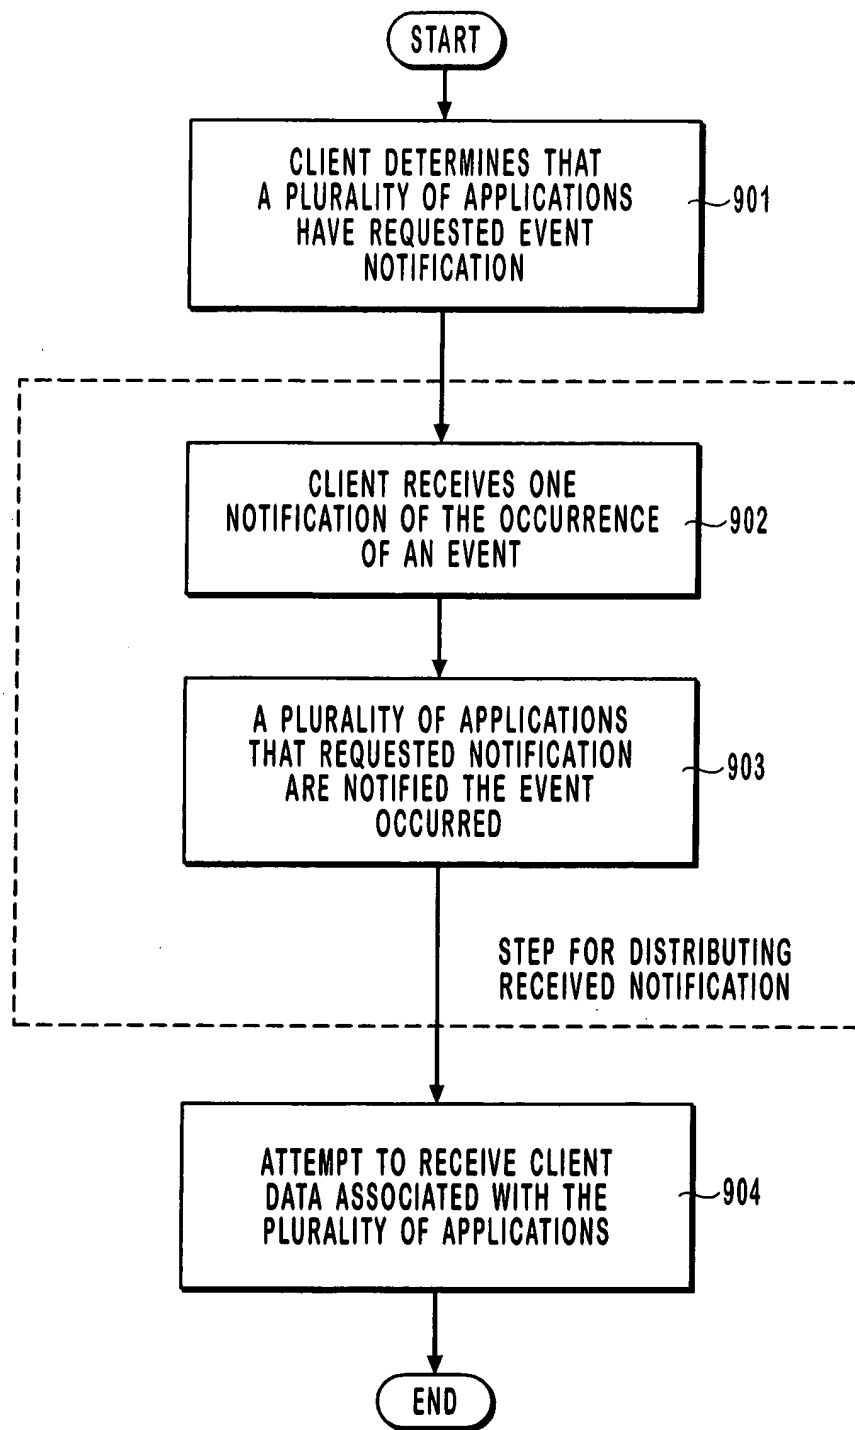 START
CLIENT DETERMINES THAT
A PLURALITY OF APPLICATIONS
HAVE REQUESTED EVENT
NOTIFICATION
901
CLIENT RECEIVES ONE
NOTIFICATION OF THE OCCURRENCE
OF AN EVENT
902
A PLURALITY OF APPLICATIONS
THAT REQUESTED NOTIFICATION
ARE NOTIFIED THE EVENT
OCCURRED
903
STEP FOR DISTRIBUTING
RECEIVED NOTIFICATION
ATTEMPT TO RECEIVE CLIENT
DATA ASSOCIATED WITH THE
PLURALITY OF APPLICATIONS
904
END